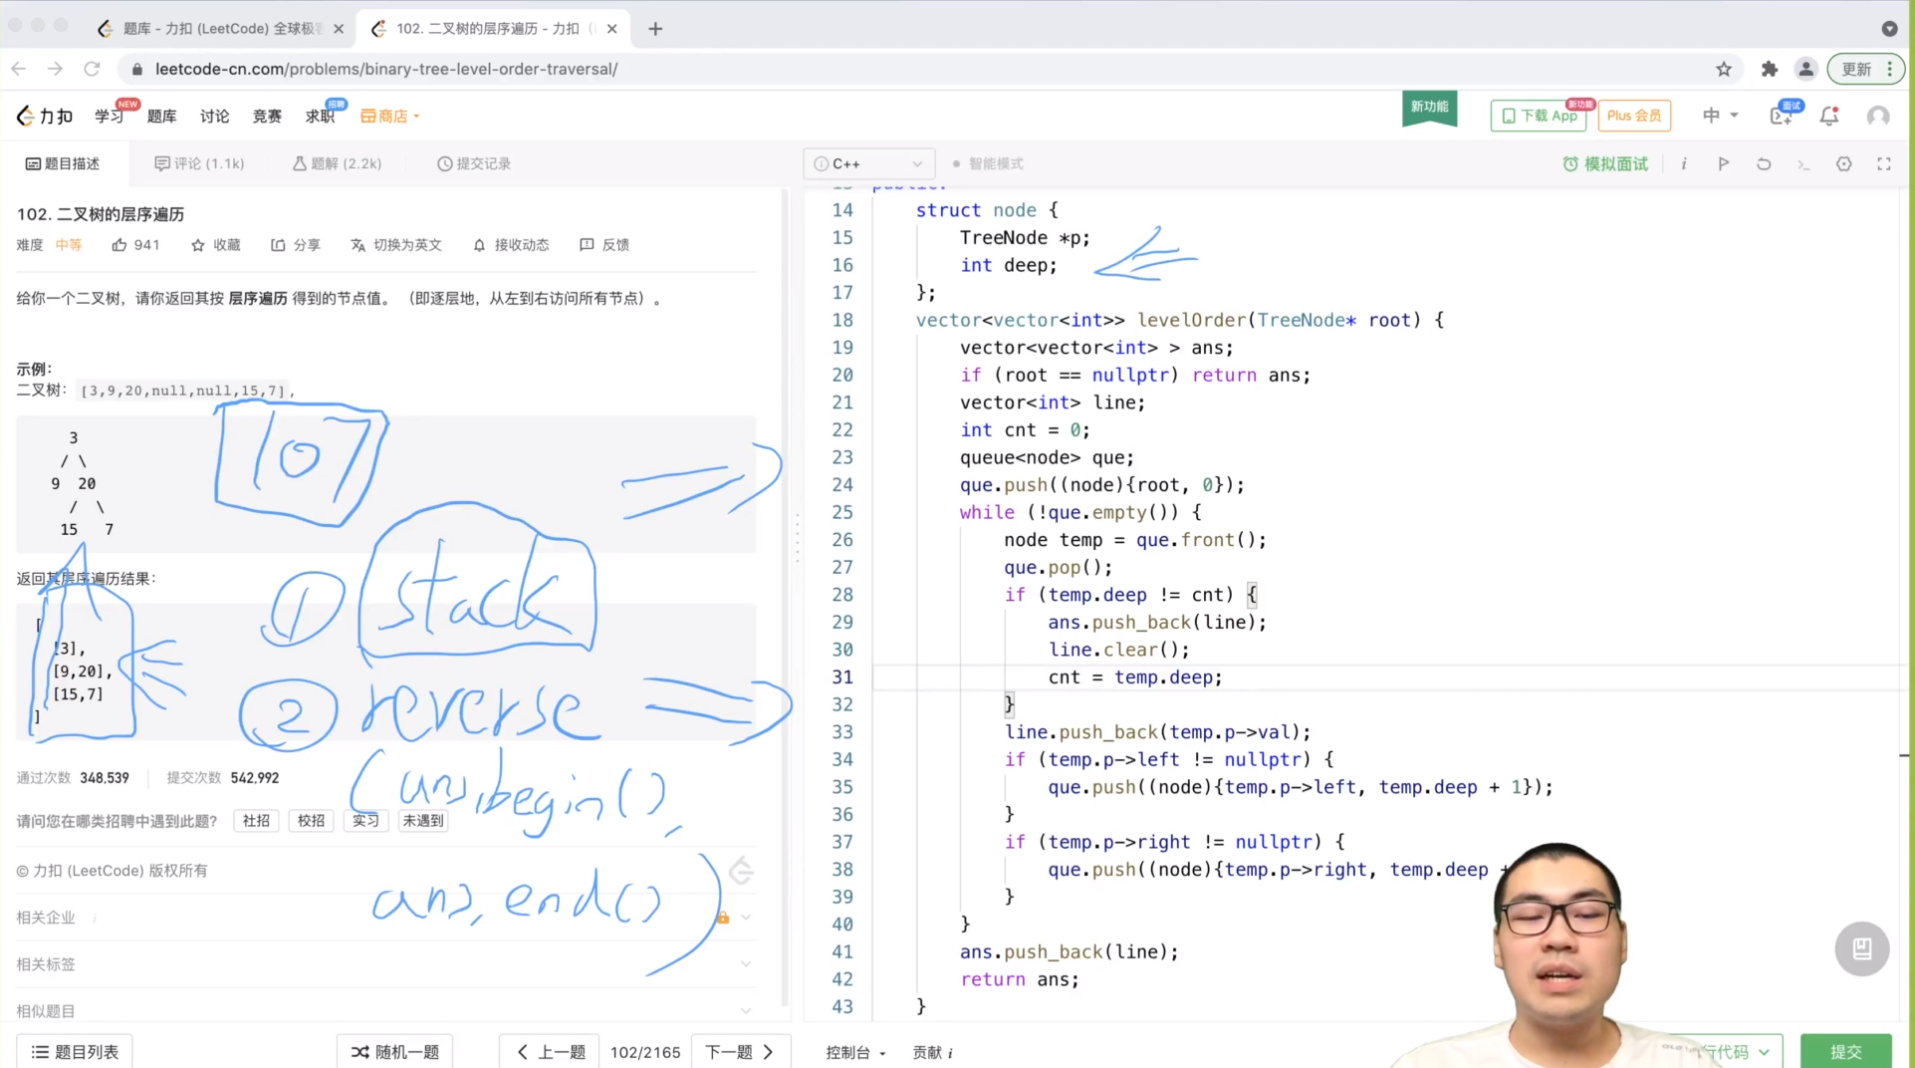 题库 - 力扣 (LeetCode) 全球极
102. 二叉树的层序遍历 - 力扣
leetcode-cn.com/problems/binary-tree-level-order-traversal/
更新
力扣
学习
NEW
题库
讨论
竞赛
求职
招聘
商店
新功能
下载 App
新功能
Plus 会员
中
面试
题目描述
评论 (1.1k)
题解 (2.2k)
提交记录
C++
智能模式
模拟面试
i
102. 二叉树的层序遍历
难度 中等 941 收藏 分享 切换为英文 接收动态 反馈
给你一个二叉树，请你返回其按 层序遍历 得到的节点值。 （即逐层地，从左到右访问所有节点）。
示例：
二叉树：[3,9,20,null,null,15,7],
3
/ \
9 20
/ \
15 7
107
① stack
返回其层序遍历结果：
[
[3],
[9,20],
[15,7]
]
② reverse
(ans.begin(),
ans.end())
通过次数 348,539 提交次数 542,992
请问您在哪类招聘中遇到此题？ 社招 校招 实习 未遇到
© 力扣 (LeetCode) 版权所有
相关企业
相关标签
相似题目
题目列表
随机一题
上一题
102/2165
下一题
14 struct node {
15 TreeNode *p;
16 int deep;
17 };
18 vector<vector<int>> levelOrder(TreeNode* root) {
19 vector<vector<int> > ans;
20 if (root == nullptr) return ans;
21 vector<int> line;
22 int cnt = 0;
23 queue<node> que;
24 que.push((node){root, 0});
25 while (!que.empty()) {
26 node temp = que.front();
27 que.pop();
28 if (temp.deep != cnt) {
29 ans.push_back(line);
30 line.clear();
31 cnt = temp.deep;
32 }
33 line.push_back(temp.p->val);
34 if (temp.p->left != nullptr) {
35 que.push((node){temp.p->left, temp.deep + 1});
36 }
37 if (temp.p->right != nullptr) {
38 que.push((node){temp.p->right, temp.deep
39 }
40 }
41 ans.push_back(line);
42 return ans;
43 }
控制台
贡献 i
行代码
提交